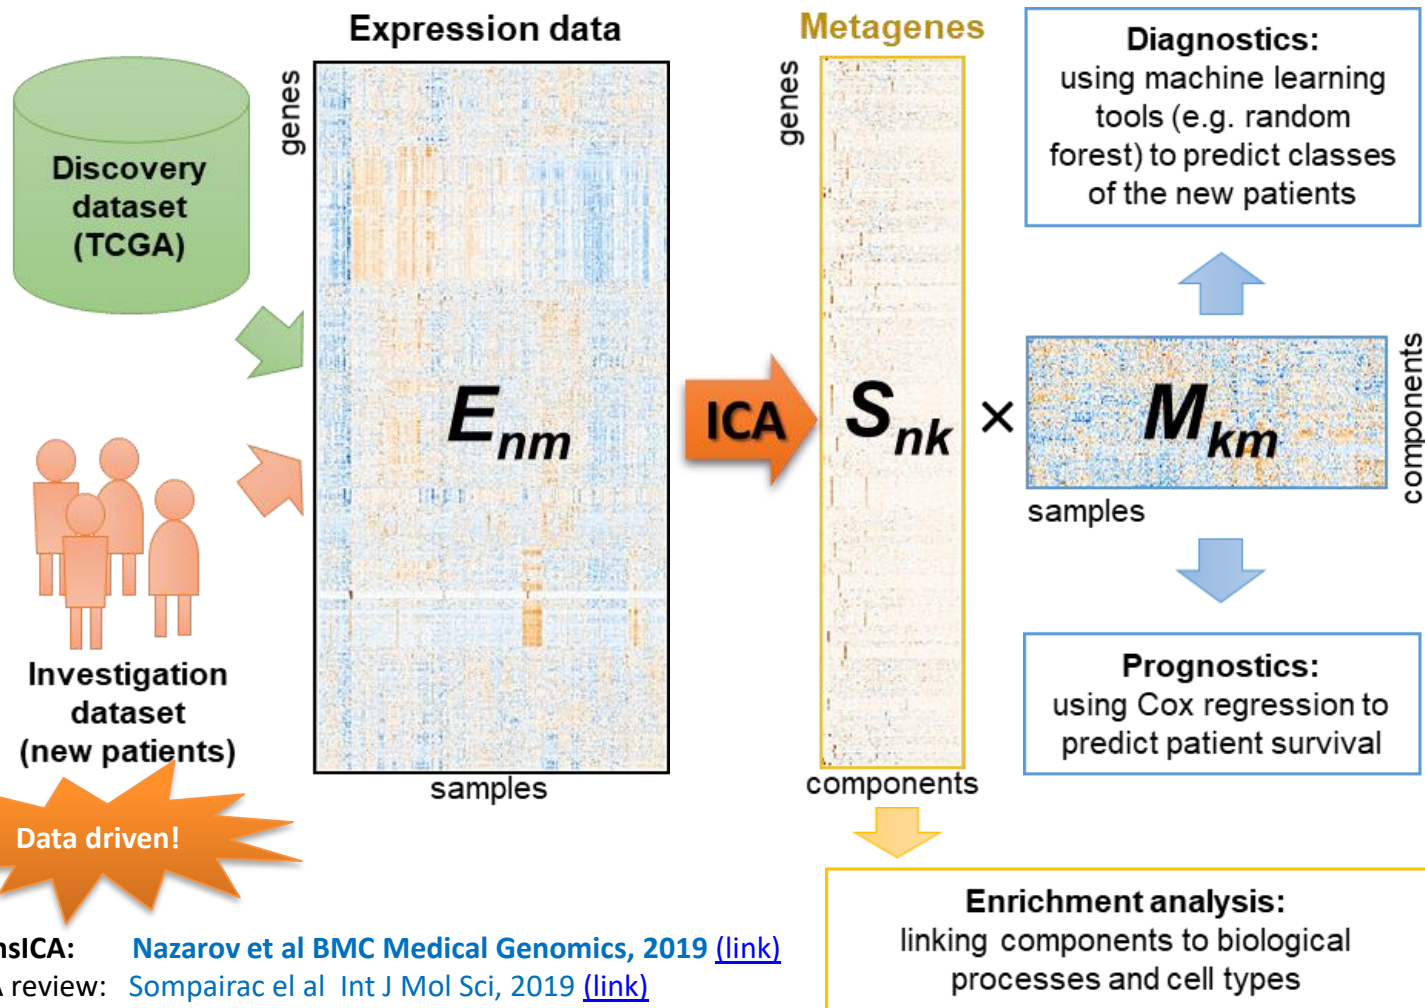 Expression data
Metagenes
genes
genes
Discovery
dataset
(TCGA)
Diagnostics:
using machine learning
tools (e.g. random
forest) to predict classes
of the new patients
E nm
ICA
S nk
×
M km
components
samples
Investigation
dataset
(new patients)
Data driven!
samples
components
Prognostics:
using Cox regression to
predict patient survival
Enrichment analysis:
linking components to biological
processes and cell types
nsICA: Nazarov et al BMC Medical Genomics, 2019 (link)
A review: Sompairac el al Int J Mol Sci, 2019 (link)